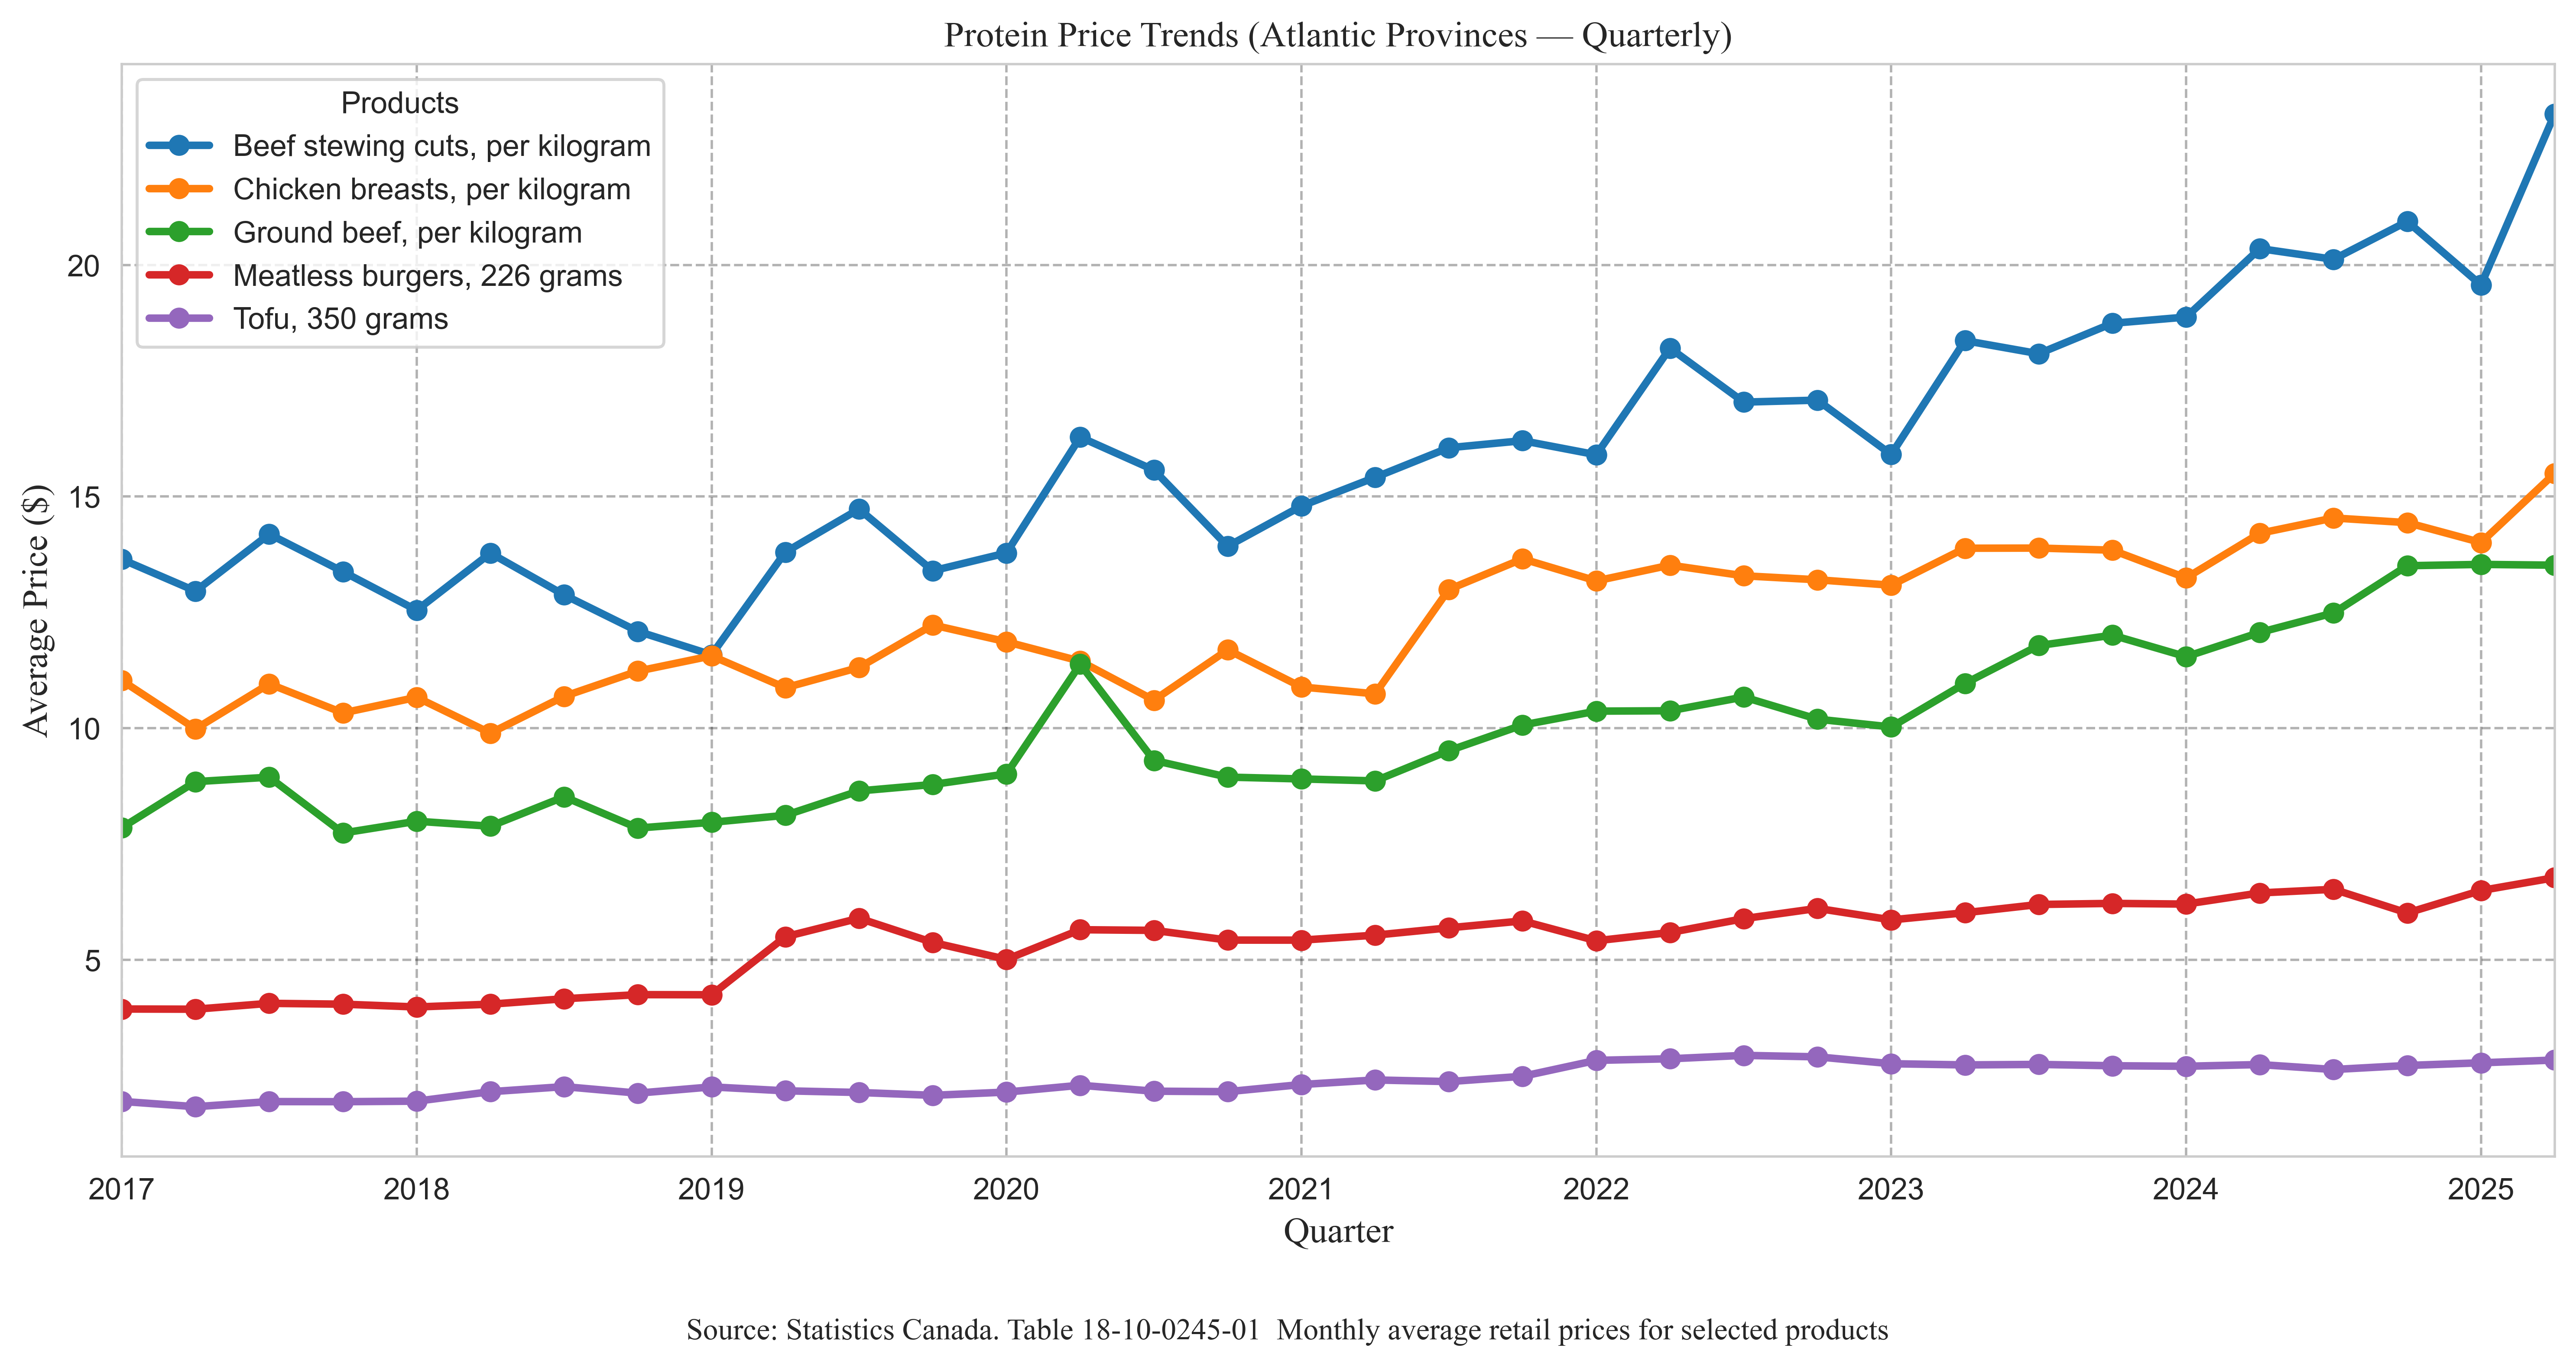 Protein Price Trends (Atlantic Provinces — Quarterly)
Products
Beef stewing cuts, per kilogram
Chicken breasts, per kilogram
Ground beef, per kilogram
Meatless burgers, 226 grams
Tofu, 350 grams
Average Price ($)
20
15
10
5
2017 2018 2019 2020 2021 2022 2023 2024 2025
Quarter
Source: Statistics Canada. Table 18-10-0245-01  Monthly average retail prices for selected products